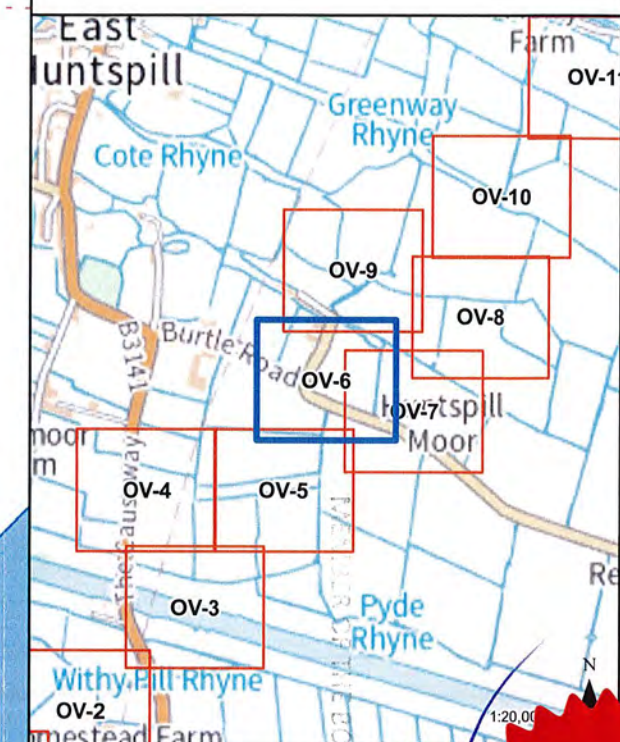 East
Huntspill
Farm
OV-11
Greenway
Rhyne
Cote Rhyne
OV-10
OV-9
OV-8
B3141
Burtle Road
OV-6
OV-7
Huntspill
Moor
moor
m
OV-4
OV-5
The Causeway
OV-3
Pyde
Rhyne
Re
Withy Pill Rhyne
OV-2
mestead Farm
N
1:20,00